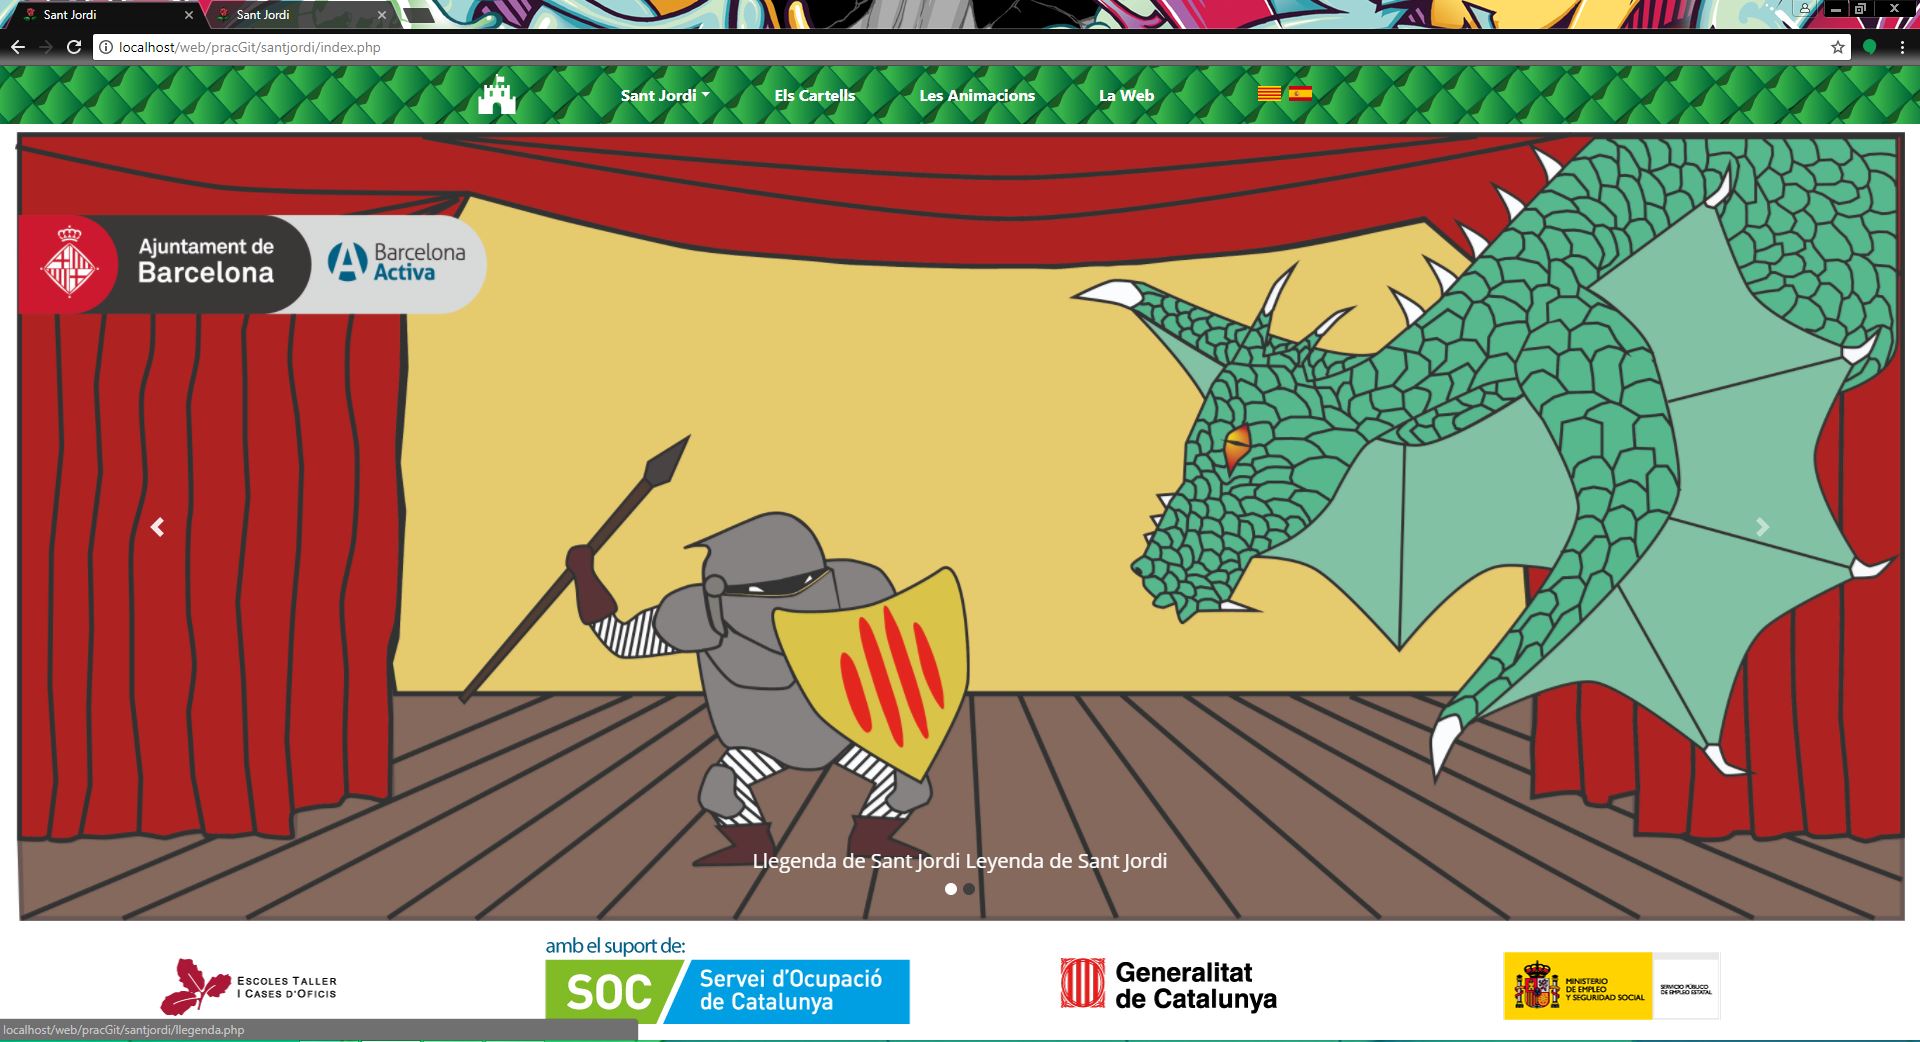 Sant Jordi
Sant Jordi
localhost/web/pracGit/santjordi/index.php
Sant Jordi
Els Cartells
Les Animacions
La Web
Ajuntament de
Barcelona
Barcelona
Activa
Llegenda de Sant Jordi Leyenda de Sant Jordi
ESCOLES TALLER
I CASES D'OFICIS
amb el suport de:
SOC
Servei d'Ocupació
de Catalunya
Generalitat
de Catalunya
MINISTERIO
DE EMPLEO
Y SEGURIDAD SOCIAL
SERVICIO PÚBLICO
DE EMPLEO ESTATAL
localhost/web/pracGit/santjordi/llegenda.php